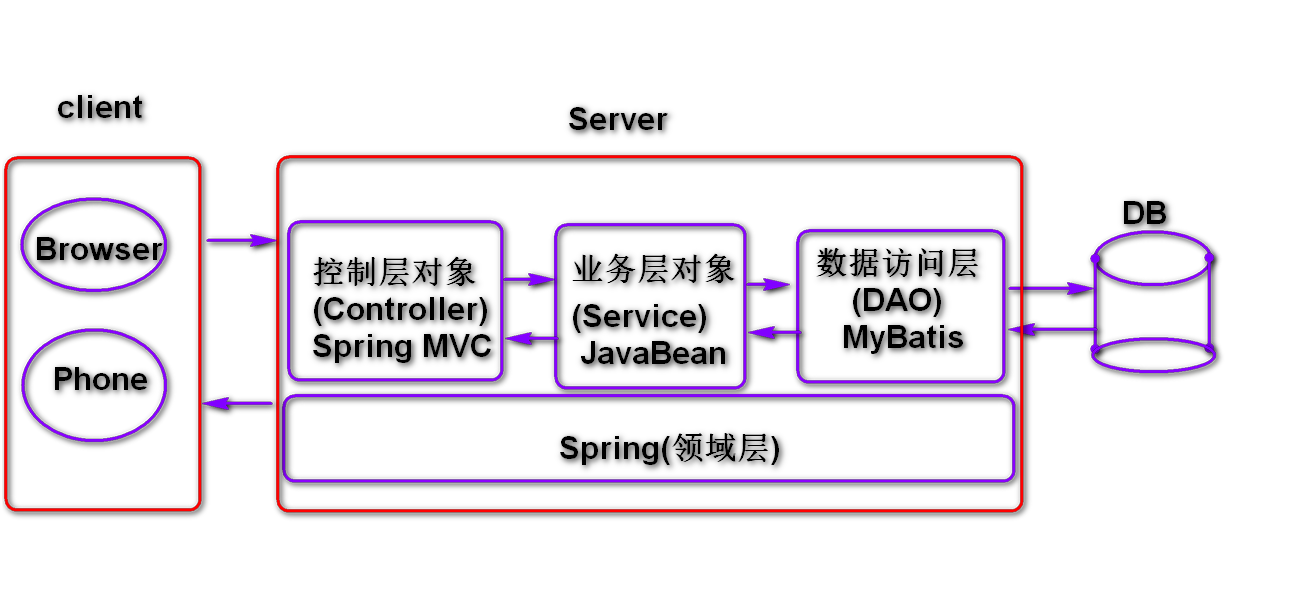 client
Server
Browser
Phone
控制层对象
(Controller)
Spring MVC
业务层对象
(Service)
JavaBean
数据访问层
(DAO)
MyBatis
Spring(领域层)
DB